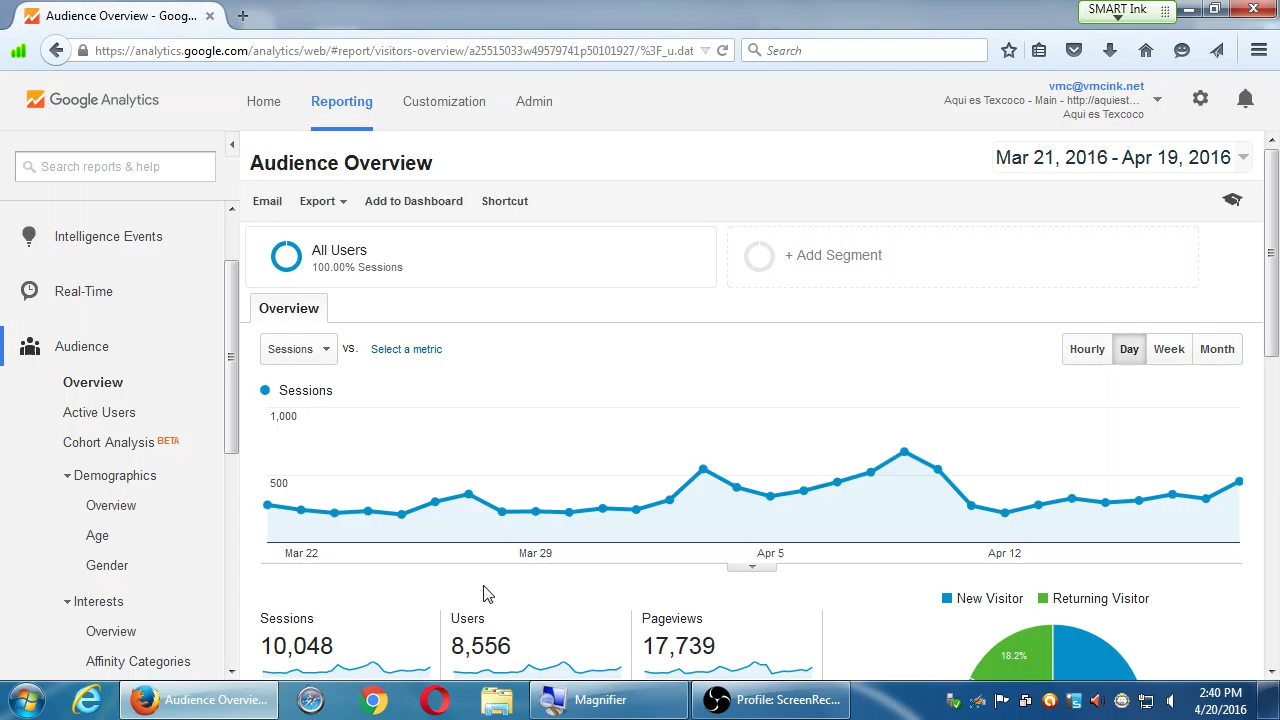 Audience Overview - Goog...
SMART Ink
https://analytics.google.com/analytics/web/#report/visitors-overview/a25515033w49579741p50101927/%3F_u.dat
Search
Google Analytics
Home
Reporting
Customization
Admin
vmc@vmcink.net
Aqui es Texcoco - Main - http://aquiest...
Aqui es Texcoco
Search reports & help
Audience Overview
Mar 21, 2016 - Apr 19, 2016
Email
Export
Add to Dashboard
Shortcut
Intelligence Events
Real-Time
Audience
Overview
Active Users
Cohort Analysis BETA
Demographics
Overview
Age
Gender
Interests
Overview
Affinity Categories
All Users
100.00% Sessions
+ Add Segment
Overview
Sessions
VS.
Select a metric
Hourly
Day
Week
Month
Sessions
1,000
500
Mar 22
Mar 29
Apr 5
Apr 12
Sessions
10,048
Users
8,556
Pageviews
17,739
New Visitor
Returning Visitor
18.2%
Audience Overvie...
Magnifier
Profile: ScreenRec...
2:40 PM
4/20/2016